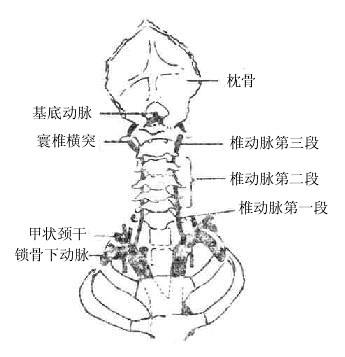 枕骨
基底动脉
寰椎横突
椎动脉第三段
椎动脉第二段
椎动脉第一段
甲状颈干
锁骨下动脉